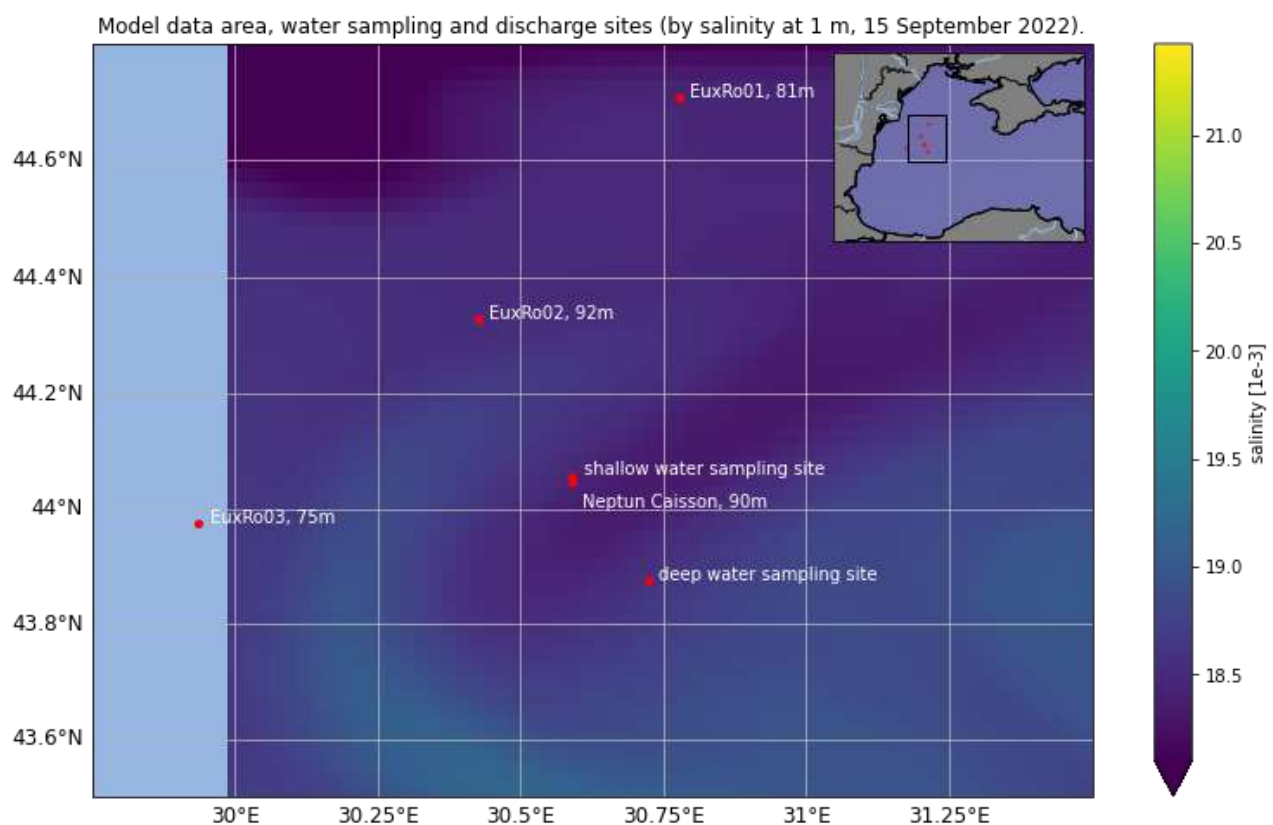 Model data area, water sampling and discharge sites (by salinity at 1 m, 15 September 2022).
EuxRo01, 81m
44.6°N
44.4°N
EuxRo02, 92m
44.2°N
shallow water sampling site
Neptun Caisson, 90m
44°N
EuxRo03, 75m
deep water sampling site
43.8°N
43.6°N
30°E
30.25°E
30.5°E
30.75°E
31°E
31.25°E
21.0
20.5
20.0
19.5
19.0
18.5
salinity [1e-3]